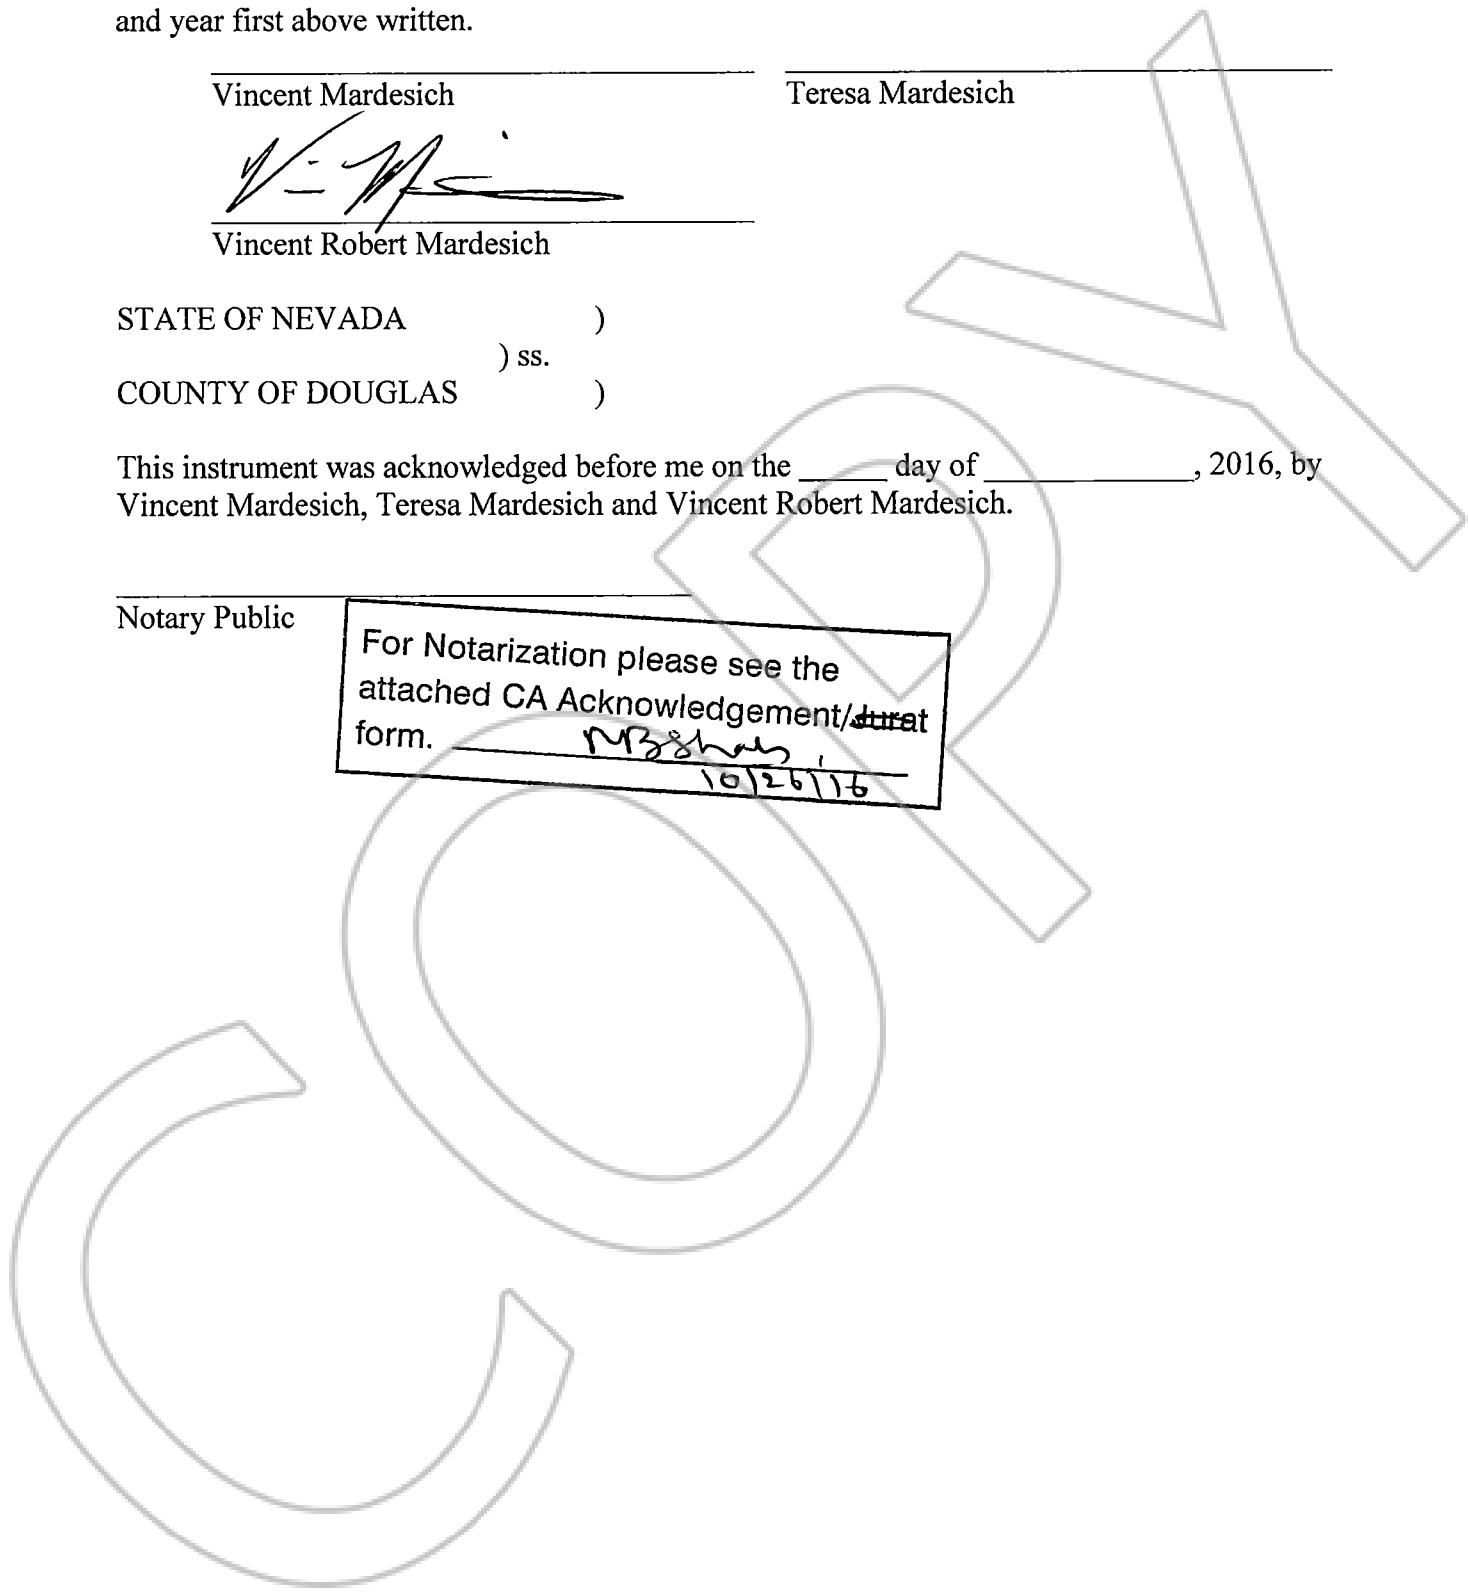 and year first above written.
Vincent Mardesich Teresa Mardesich
Vincent Robert Mardesich
STATE OF NEVADA )
) ss.
COUNTY OF DOUGLAS )
This instrument was acknowledged before me on the _____ day of ____________, 2016, by
Vincent Mardesich, Teresa Mardesich and Vincent Robert Mardesich.
Notary Public
For Notarization please see the
attached CA Acknowledgement/Jurat
form.
10/26/16
COPY